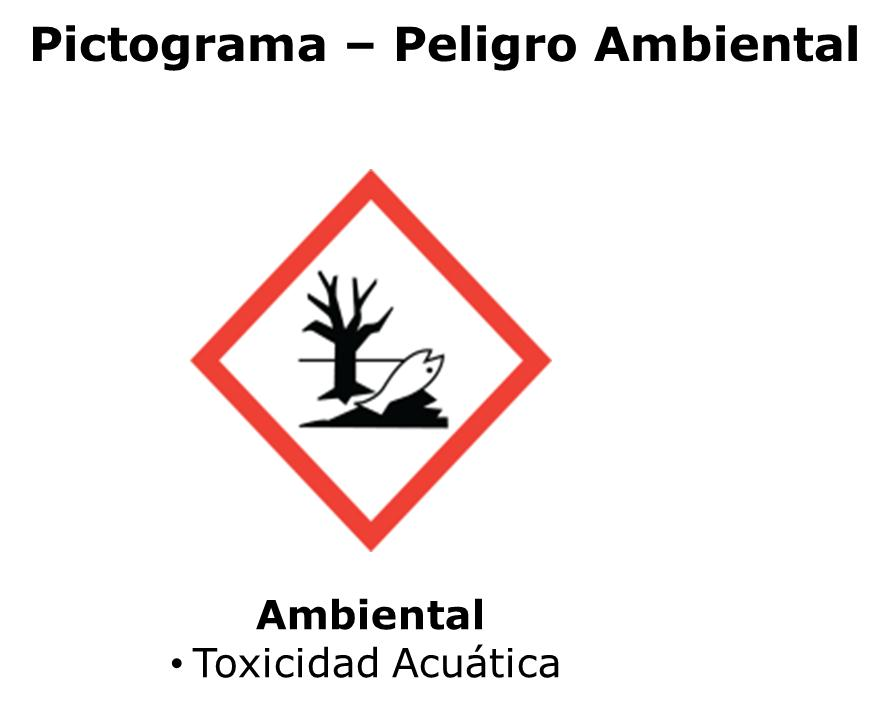 Pictograma – Peligro Ambiental
Ambiental
• Toxicidad Acuática